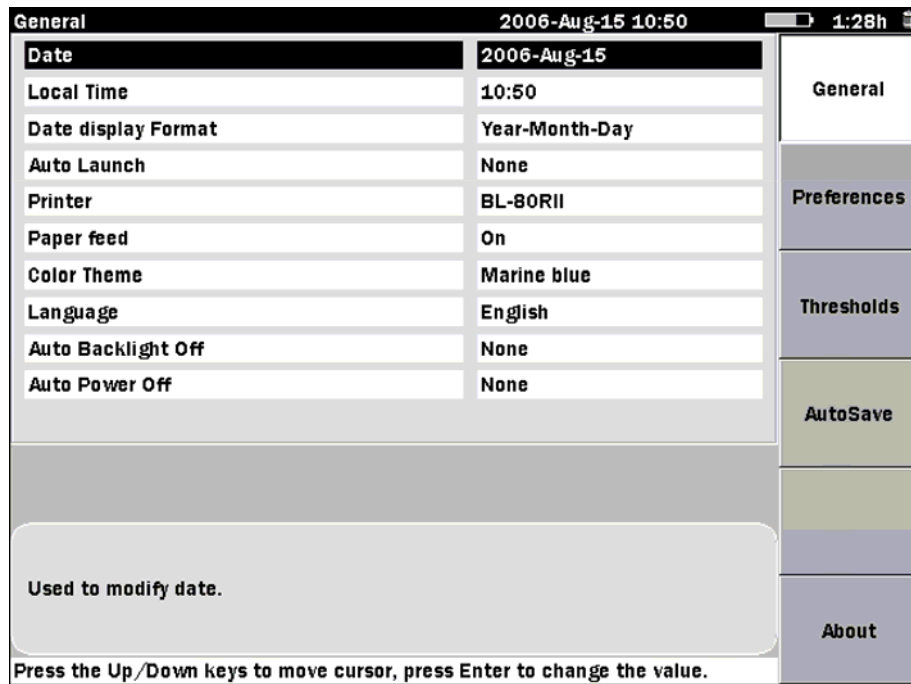 General 2006-Aug-15 10:50 1:28h
Date 2006-Aug-15
Local Time 10:50
Date display Format Year-Month-Day
Auto Launch None
Printer BL-80RII
Paper feed On
Color Theme Marine blue
Language English
Auto Backlight Off None
Auto Power Off None
General
Preferences
Thresholds
AutoSave
About
Used to modify date.
Press the Up/Down keys to move cursor, press Enter to change the value.